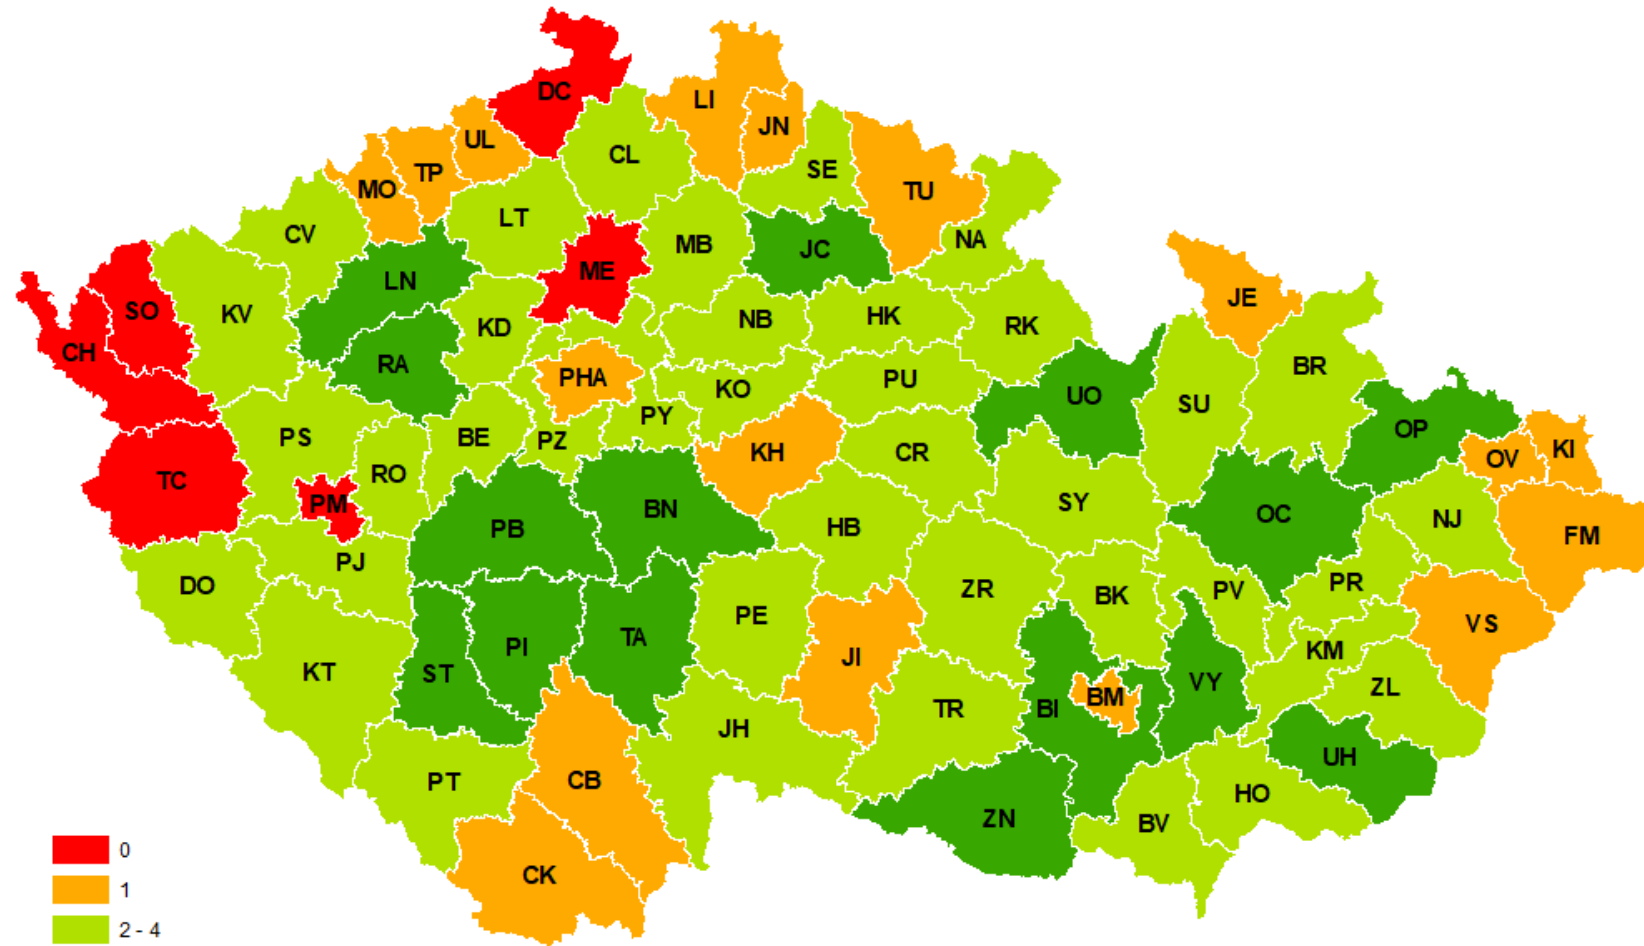 DC
LI
JN
UL
CL
TP
SE
MO
TU
LT
CV
MB
NA
JC
ME
LN
JE
SO
KV
NB
HK
RK
KD
CH
RA
BR
PHA
PU
KO
UO
SU
PY
OP
PS
BE
PZ
KH
CR
KI
OV
RO
TC
PM
SY
BN
OC
NJ
PB
HB
FM
PJ
DO
ZR
BK
PV
PR
PE
VS
TA
PI
JI
KM
KT
ST
VY
ZL
BM
TR
BI
JH
UH
CB
PT
HO
ZN
BV
CK
0
1
2 - 4